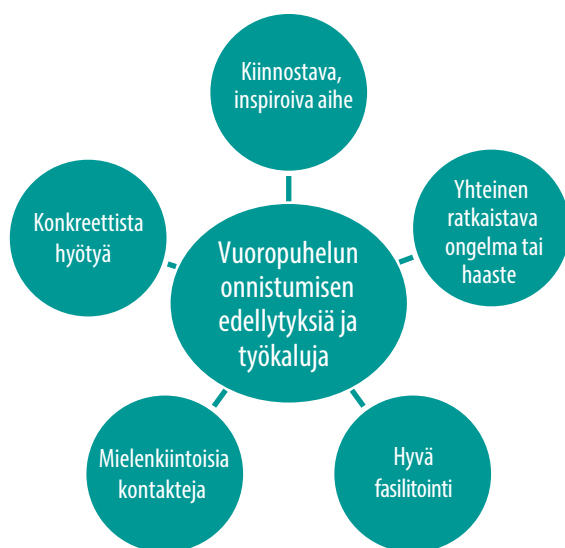 Kiinnostava,
inspiroiva aihe
Yhteinen
ratkaistava
ongelma tai
haaste
Hyvä
fasilitointi
Mielenkiintoisia
kontakteja
Konkreettista
hyötyä
Vuoropuhelun
onnistumisen
edellytyksiä ja
työkaluja